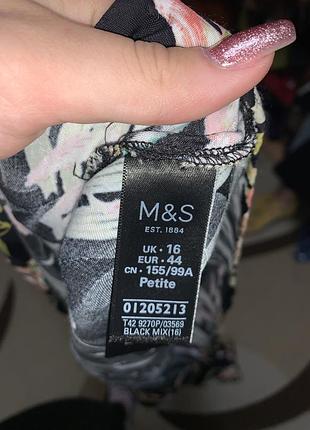 M&S
EST. 1884
UK • 16
EUR • 44
CN • 155/99A
Petite
01205213
T42 9270P/03569
BLACK MIX(16)